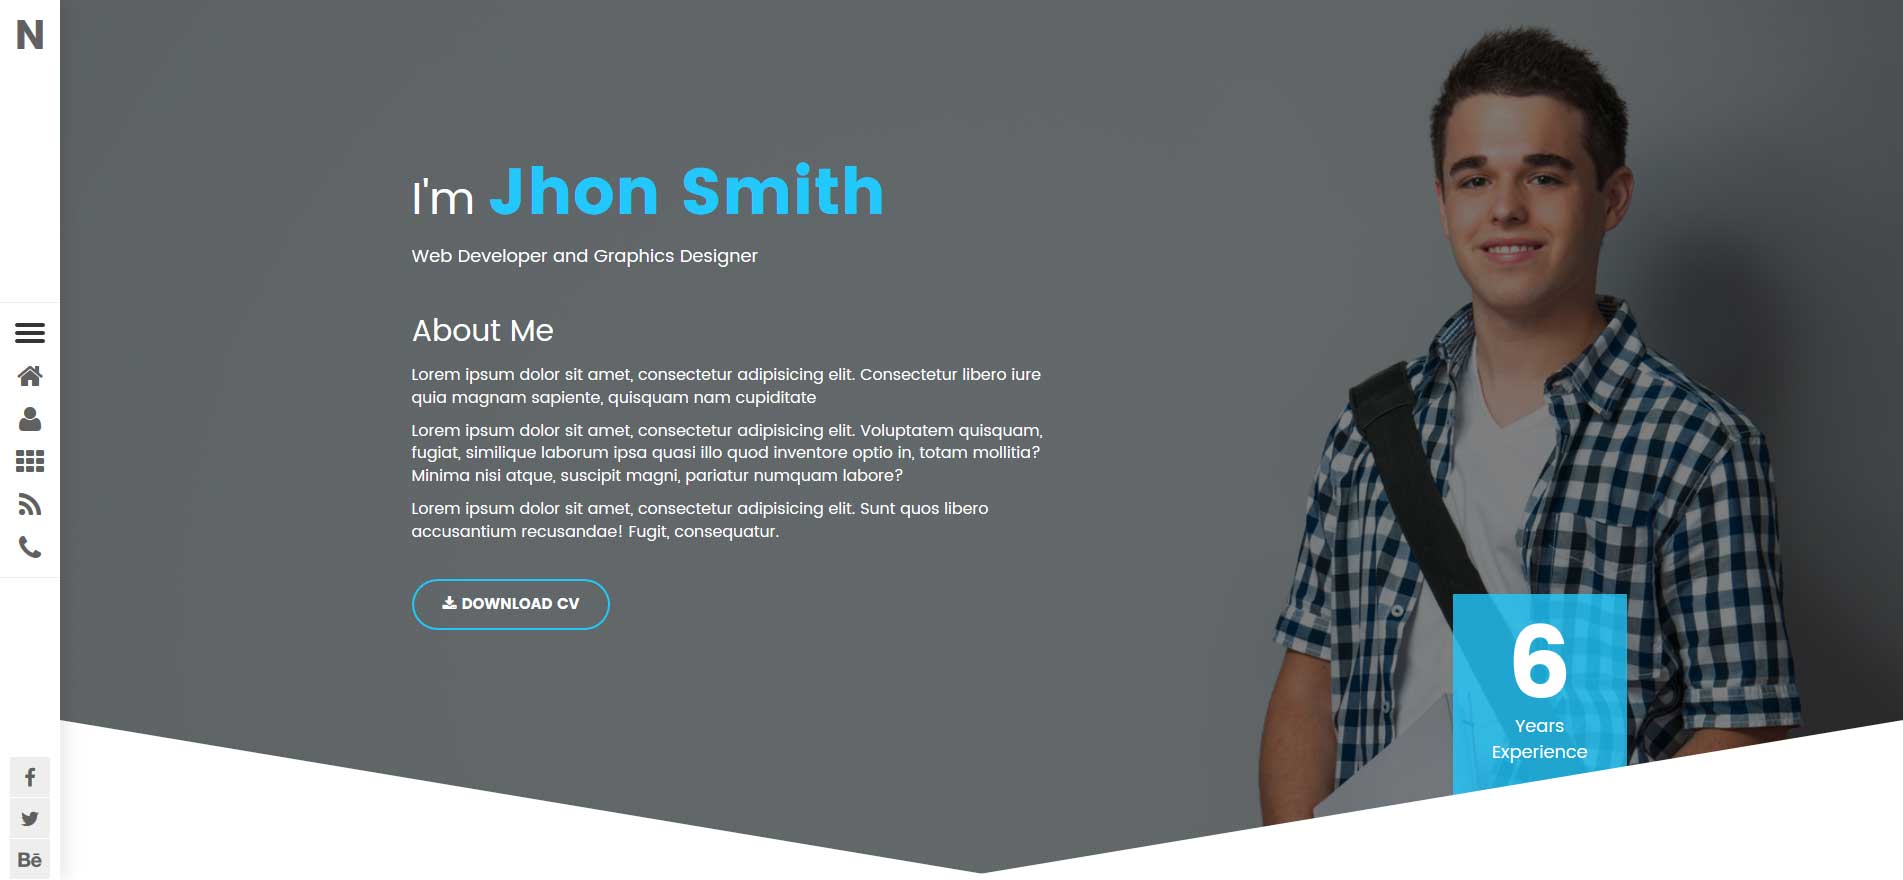 N
I'm Jhon Smith
Web Developer and Graphics Designer
About Me
Lorem ipsum dolor sit amet, consectetur adipisicing elit. Consectetur libero iure
quia magnam sapiente, quisquam nam cupiditate
Lorem ipsum dolor sit amet, consectetur adipisicing elit. Voluptatem quisquam,
fugiat, similique laborum ipsa quasi illo quod inventore optio in, totam mollitia?
Minima nisi atque, suscipit magni, pariatur numquam labore?
Lorem ipsum dolor sit amet, consectetur adipisicing elit. Sunt quos libero
accusantium recusandae! Fugit, consequatur.
DOWNLOAD CV
6
Years
Experience
f
Bē